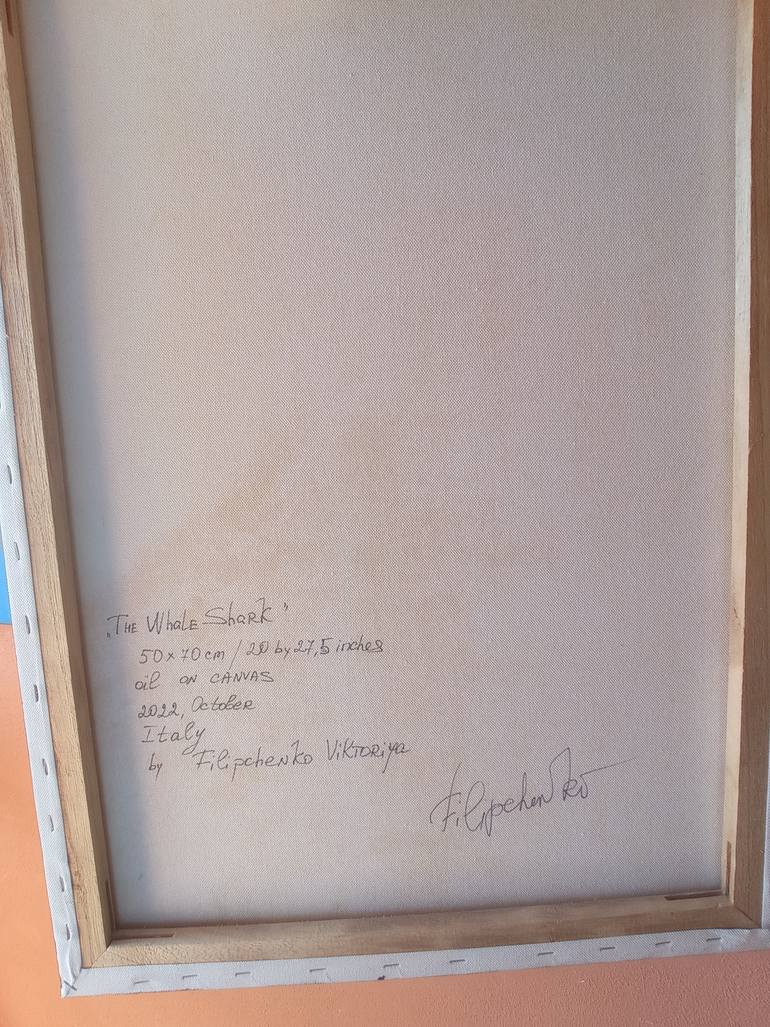 „The Whale Shark”
50 x 70 cm / 20 by 27,5 inches
oil on canvas
2022, October
Italy
by Filipchenko Viktoriya
Filipchenko